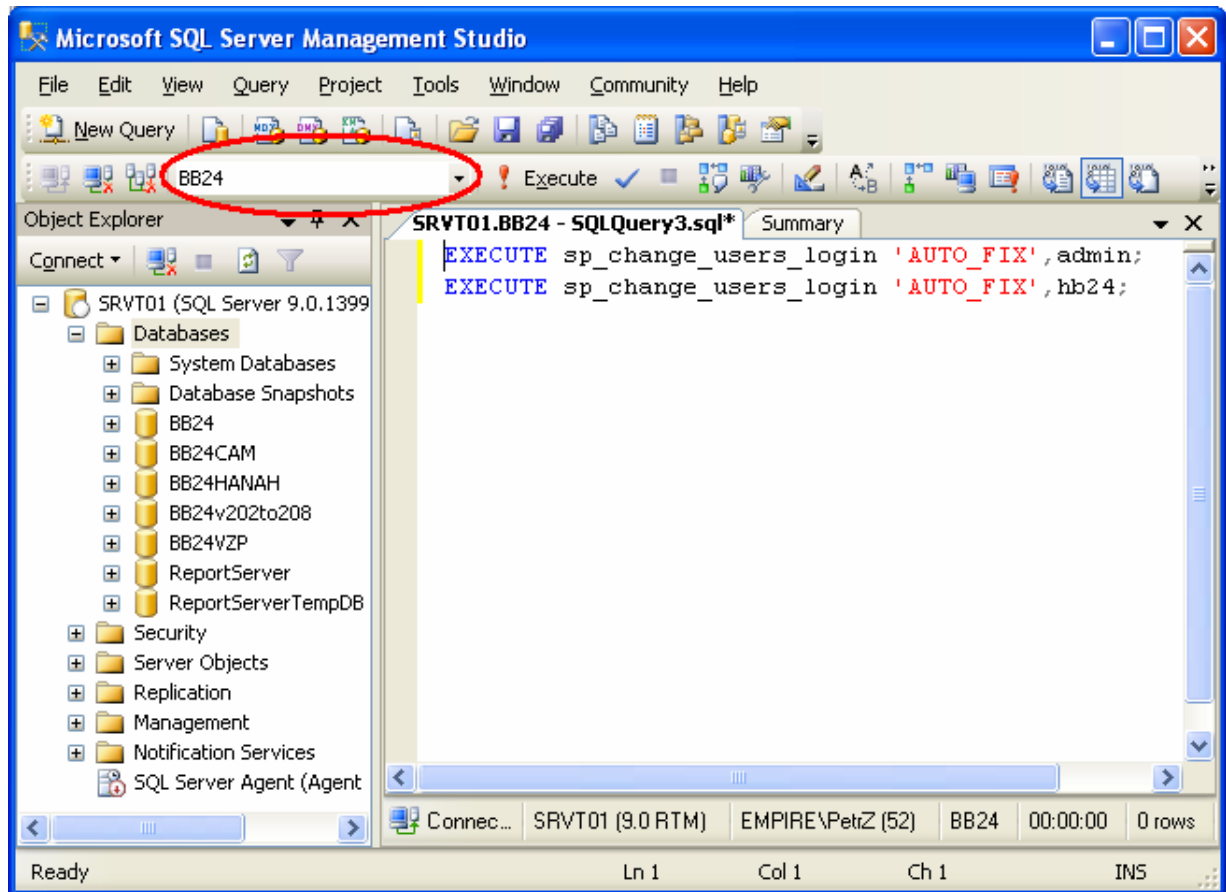 Microsoft SQL Server Management Studio
File Edit View Query Project Tools Window Community Help
New Query
BB24 Execute
Object Explorer
Connect
SRVT01 (SQL Server 9.0.1399
Databases
System Databases
Database Snapshots
BB24
BB24CAM
BB24HANAH
BB24v202to208
BB24VZP
ReportServer
ReportServerTempDB
Security
Server Objects
Replication
Management
Notification Services
SQL Server Agent (Agent
SRVT01.BB24 - SQLQuery3.sql* Summary
EXECUTE sp_change_users_login 'AUTO_FIX',admin;
EXECUTE sp_change_users_login 'AUTO_FIX',hb24;
Connec... SRVT01 (9.0 RTM) EMPIRE\PetrZ (52) BB24 00:00:00 0 rows
Ready Ln 1 Col 1 Ch 1 INS